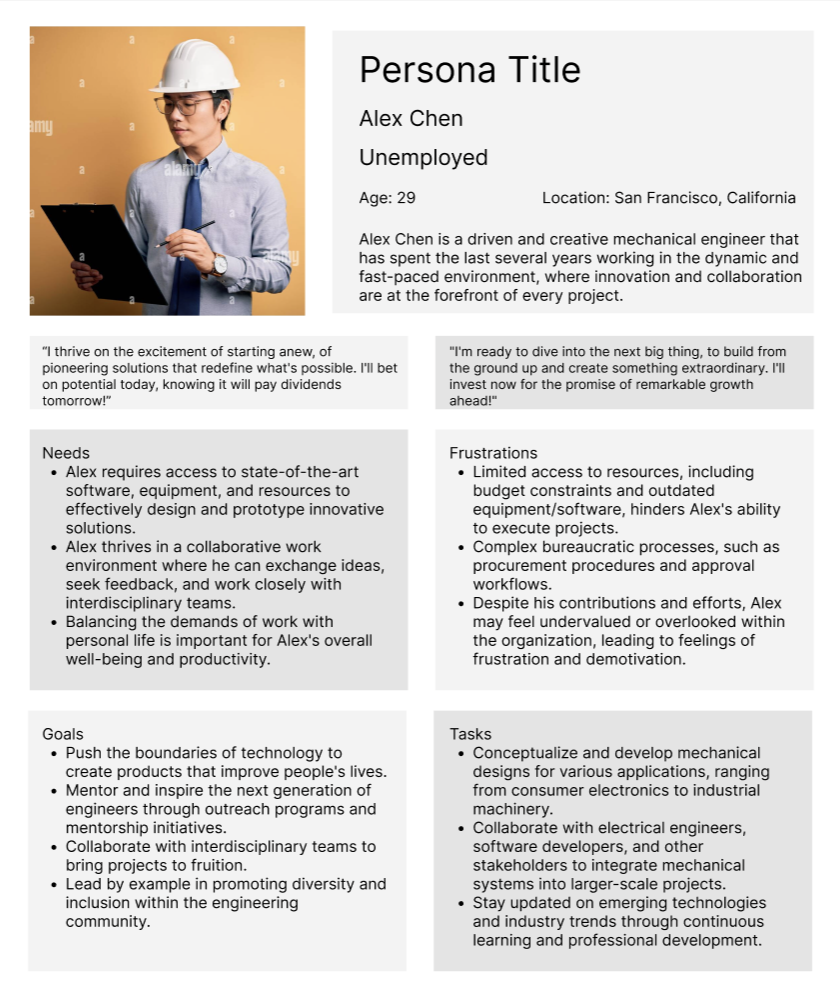 Persona Title
Alex Chen
Unemployed
Age: 29
Location: San Francisco, California
Alex Chen is a driven and creative mechanical engineer that
has spent the last several years working in the dynamic and
fast-paced environment, where innovation and collaboration
are at the forefront of every project.
a
a
a
a
alamy
a
a
alamy
a
a
a
alamy
a
a
a
“I thrive on the excitement of starting anew, of
pioneering solutions that redefine what's possible. I'll bet
on potential today, knowing it will pay dividends
tomorrow!”
"I'm ready to dive into the next big thing, to build from
the ground up and create something extraordinary. I'll
invest now for the promise of remarkable growth
ahead!"
Needs
• Alex requires access to state-of-the-art
software, equipment, and resources to
effectively design and prototype innovative
solutions.
• Alex thrives in a collaborative work
environment where he can exchange ideas,
seek feedback, and work closely with
interdisciplinary teams.
• Balancing the demands of work with
personal life is important for Alex's overall
well-being and productivity.
Frustrations
• Limited access to resources, including
budget constraints and outdated
equipment/software, hinders Alex's ability
to execute projects.
• Complex bureaucratic processes, such as
procurement procedures and approval
workflows.
• Despite his contributions and efforts, Alex
may feel undervalued or overlooked within
the organization, leading to feelings of
frustration and demotivation.
Goals
• Push the boundaries of technology to
create products that improve people's lives.
• Mentor and inspire the next generation of
engineers through outreach programs and
mentorship initiatives.
• Collaborate with interdisciplinary teams to
bring projects to fruition.
• Lead by example in promoting diversity and
inclusion within the engineering
community.
Tasks
• Conceptualize and develop mechanical
designs for various applications, ranging
from consumer electronics to industrial
machinery.
• Collaborate with electrical engineers,
software developers, and other
stakeholders to integrate mechanical
systems into larger-scale projects.
• Stay updated on emerging technologies
and industry trends through continuous
learning and professional development.